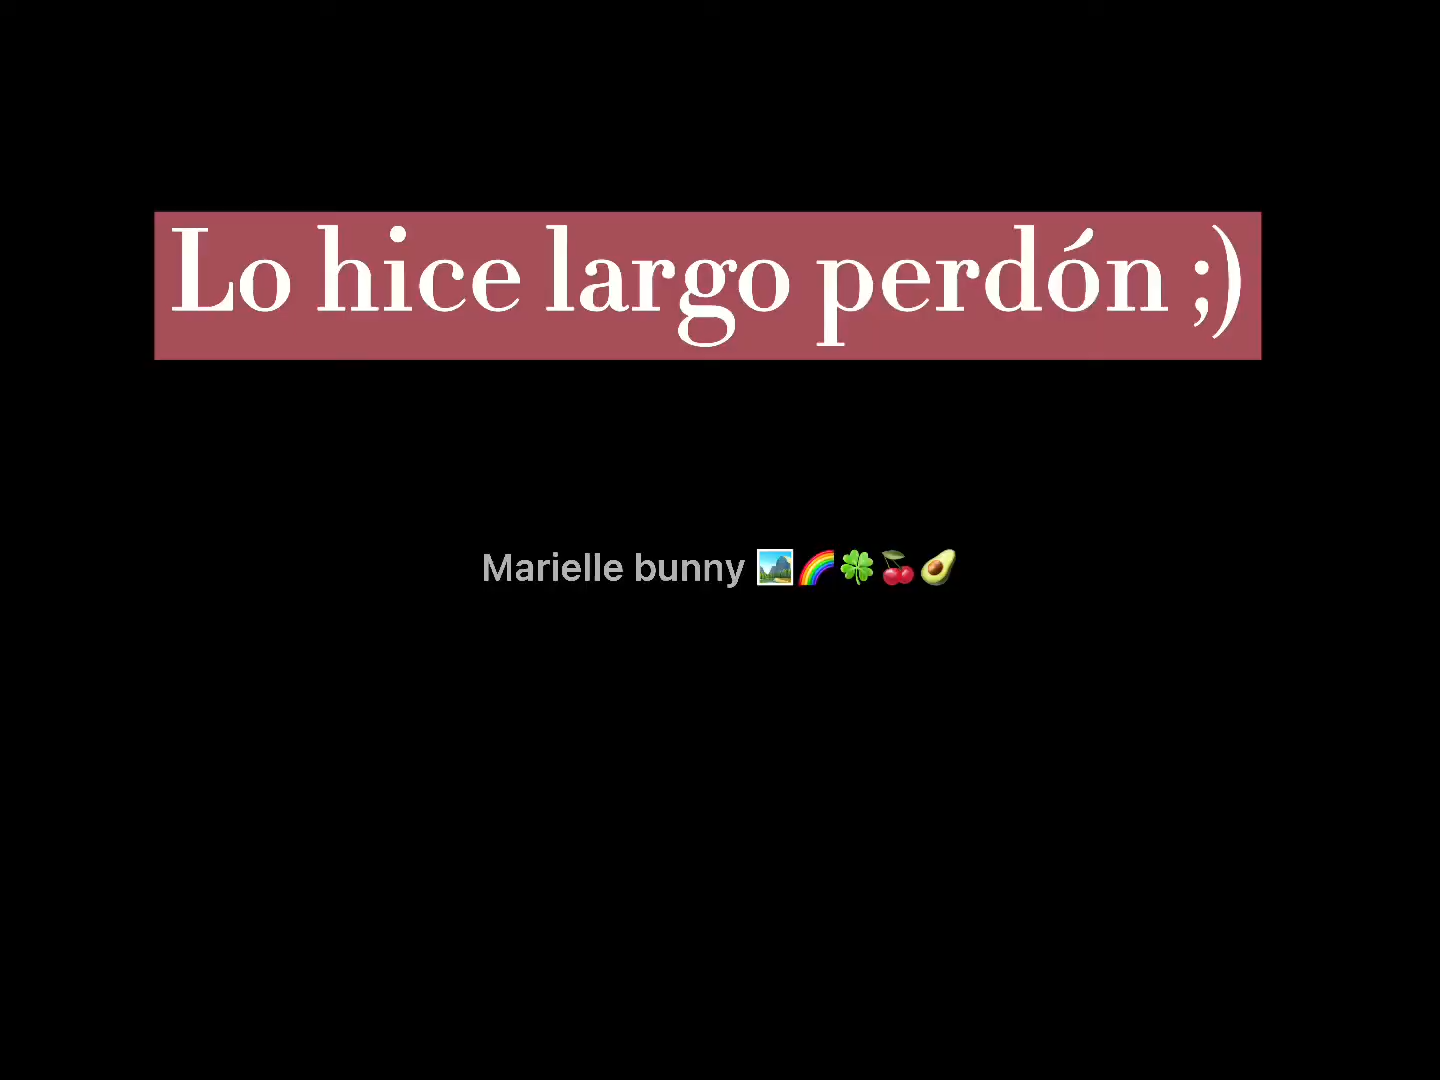 Lo hice largo perdón ;)
Marielle bunny 🏞️🌈🍀🍒🥑